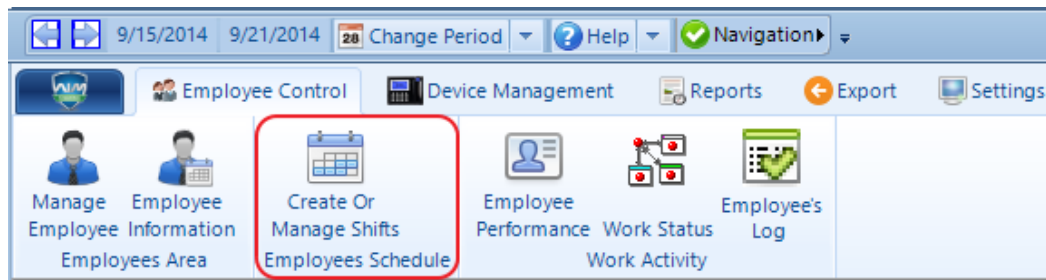 9/15/2014 9/21/2014 28 Change Period Help Navigation
WM Employee Control Device Management Reports Export Settings
Manage Employee Create Or Employee Employee's
Employee Information Manage Shifts Performance Work Status Log
Employees Area Employees Schedule Work Activity